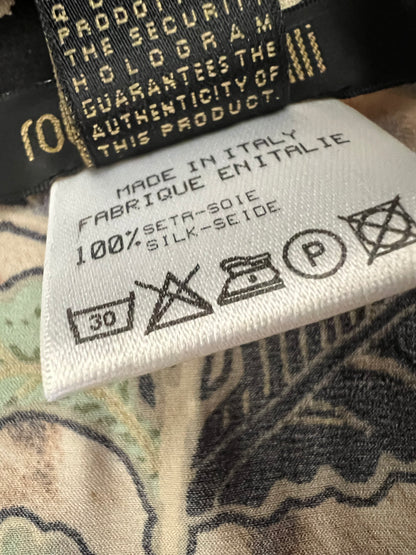 PRODOTTO
THE SECURITY
HOLOGRAM
GUARANTEES THE
AUTHENTICITY OF
THIS PRODUCT.
MADE IN ITALY
FABRIQUE EN ITALIE
100% SETA-SOIE
SILK-SEIDE
30
P